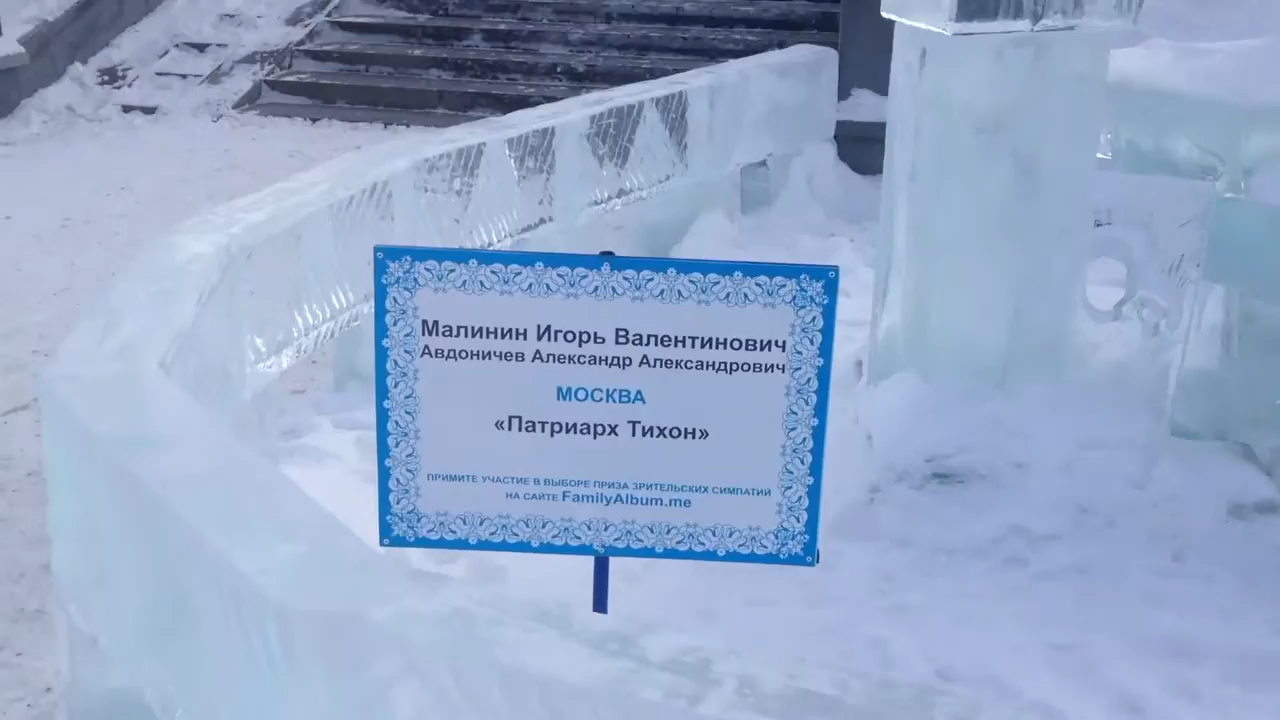 Малинин Игорь Валентинович
Авдоничев Александр Александрович
МОСКВА
«Патриарх Тихон»
ПРИМИТЕ УЧАСТИЕ В ВЫБОРЕ ПРИЗА ЗРИТЕЛЬСКИХ СИМПАТИЙ
НА САЙТЕ FamilyAlbum.me